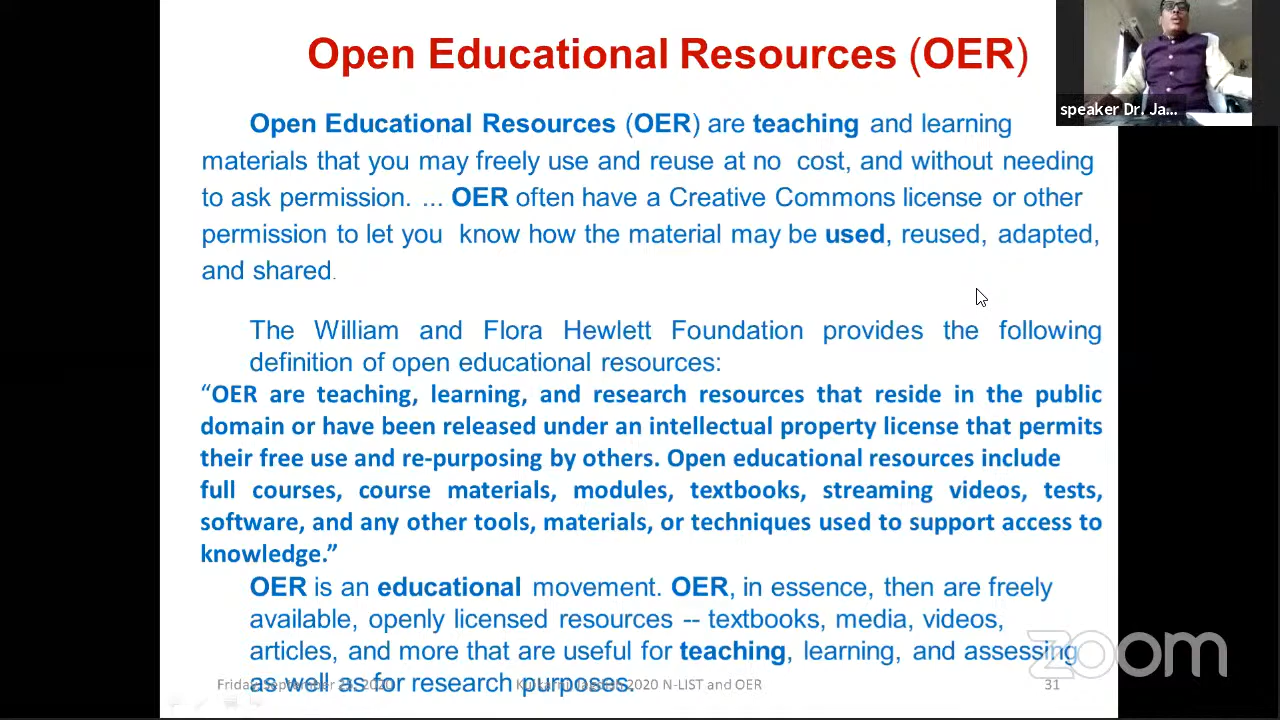 Open Educational Resources (OER)
speaker Dr. Ja...
Open Educational Resources (OER) are teaching and learning
materials that you may freely use and reuse at no cost, and without needing
to ask permission. ... OER often have a Creative Commons license or other
permission to let you know how the material may be used, reused, adapted,
and shared.
The William and Flora Hewlett Foundation provides the following
definition of open educational resources:
“OER are teaching, learning, and research resources that reside in the public
domain or have been released under an intellectual property license that permits
their free use and re-purposing by others. Open educational resources include
full courses, course materials, modules, textbooks, streaming videos, tests,
software, and any other tools, materials, or techniques used to support access to
knowledge.”
OER is an educational movement. OER, in essence, then are freely
available, openly licensed resources -- textbooks, media, videos,
articles, and more that are useful for teaching, learning, and assessing
as well as for research purposes.
zoom
Friday, September 2020
2020 N-LIST and OER
31